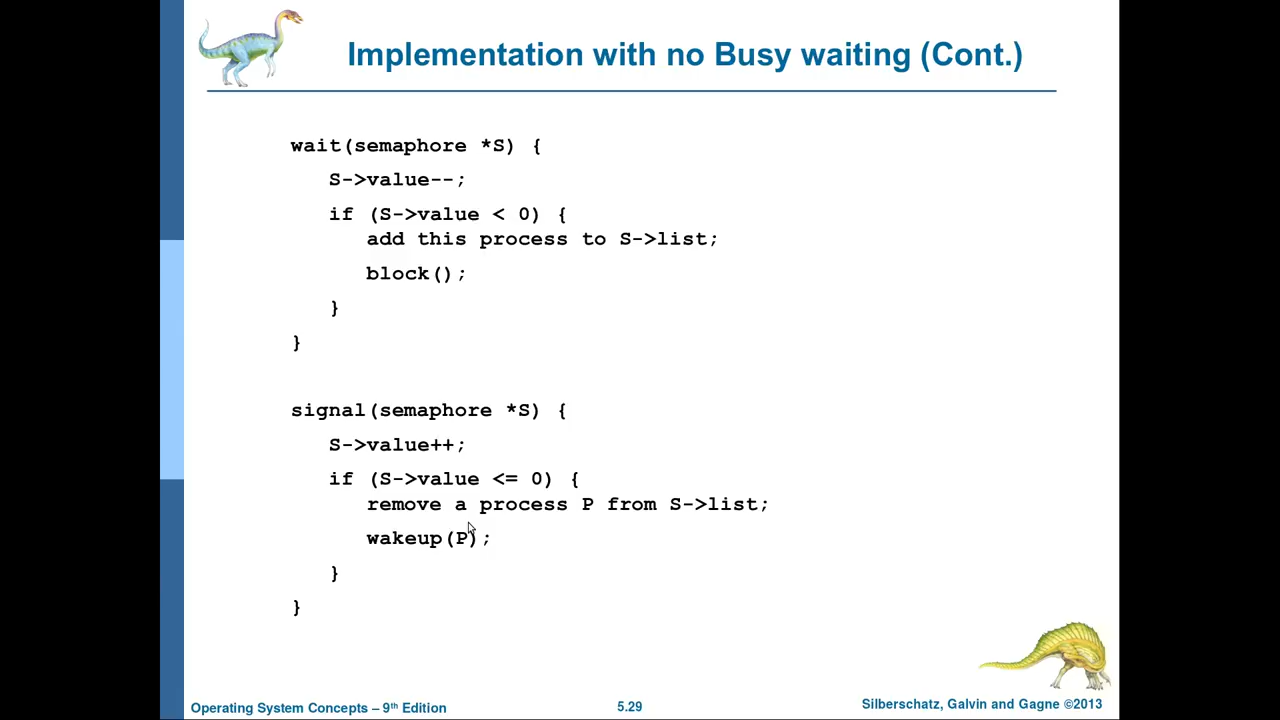 Implementation with no Busy waiting (Cont.)
wait(semaphore *S) {
S->value--;
if (S->value < 0) {
add this process to S->list;
block();
}
}
signal(semaphore *S) {
S->value++;
if (S->value <= 0) {
remove a process P from S->list;
wakeup(P);
}
}
Operating System Concepts – 9th Edition
5.29
Silberschatz, Galvin and Gagne ©2013